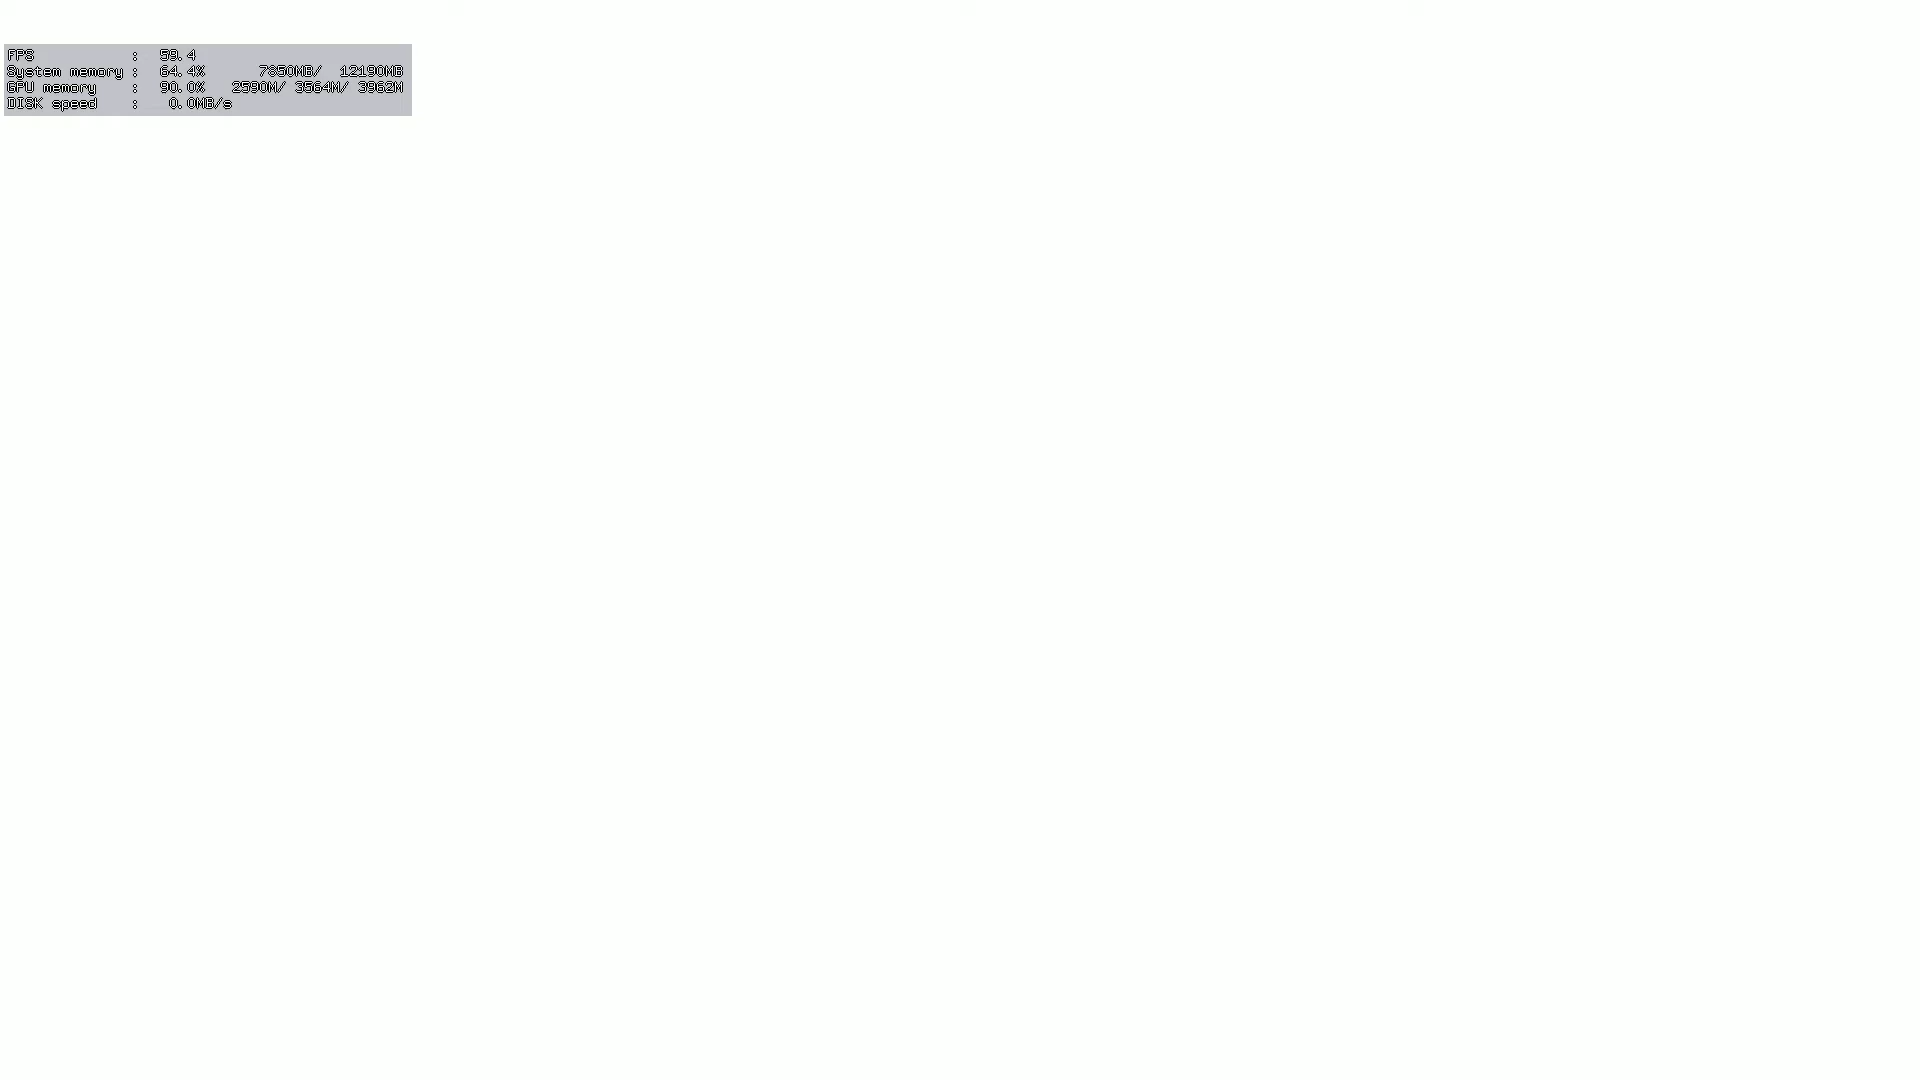 FPS : 59.4
System memory : 64.4% 7850MB/ 12190MB
GPU memory : 90.0% 2590M/ 3564M/ 3962M
DISK speed : 0.0MB/s